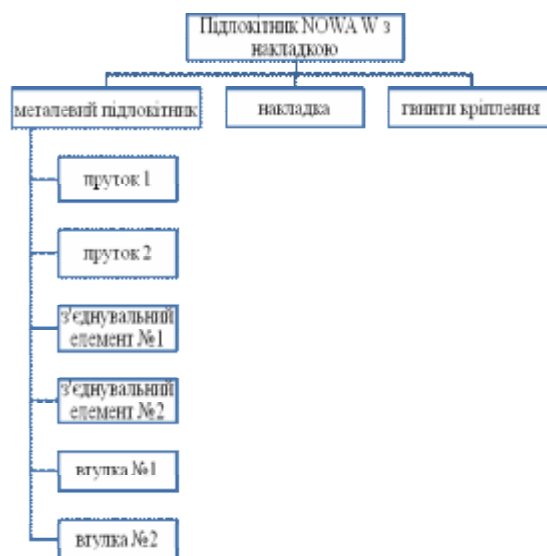 Підлокітник NOWA W з
накладкою
металевий підлокітник
накладка
гвинти кріплення
пруток 1
пруток 2
з'єднувальний
елемент №1
з'єднувальний
елемент №2
втулка №1
втулка №2